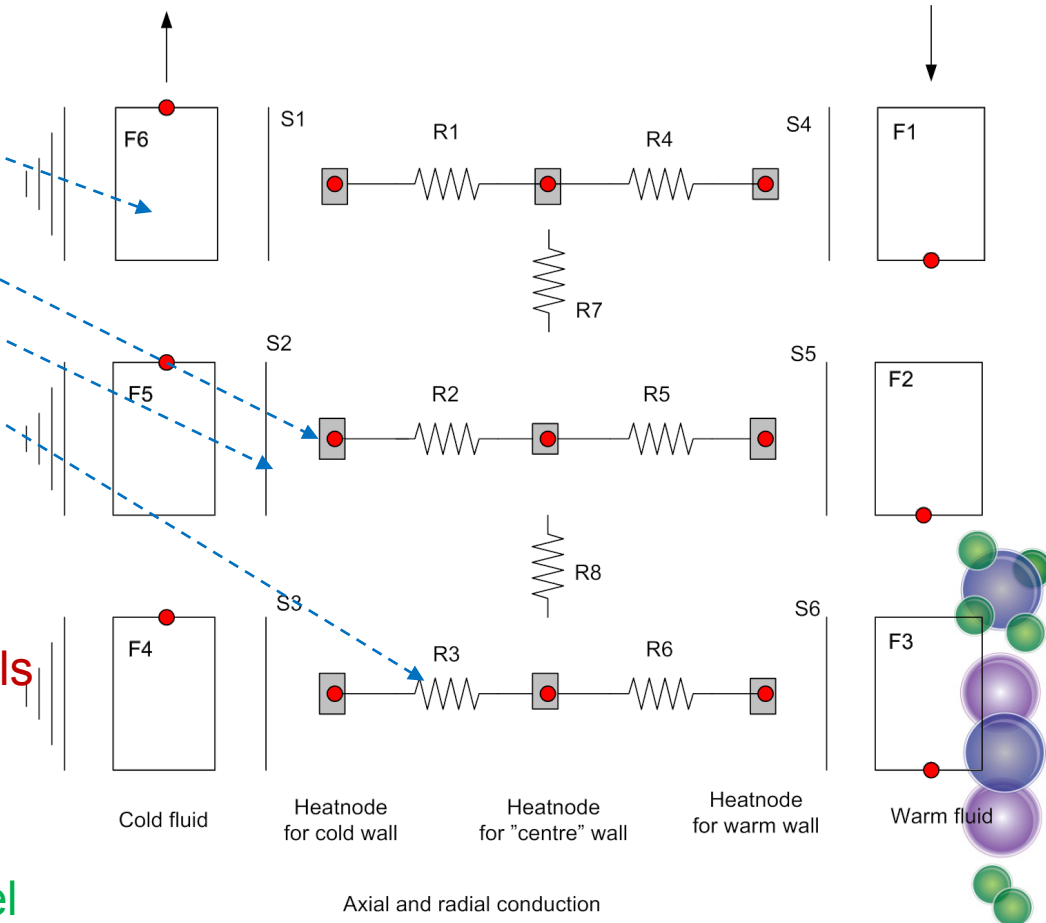 S1
R1
R4
S4
F6
F1
R7
S2
R2
R5
S5
F5
F2
R8
S3
R3
R6
S6
F4
F3
ls
Cold fluid
Heatnode
for cold wall
Heatnode
for "centre" wall
Heatnode
for warm wall
Warm fluid
el
Axial and radial conduction